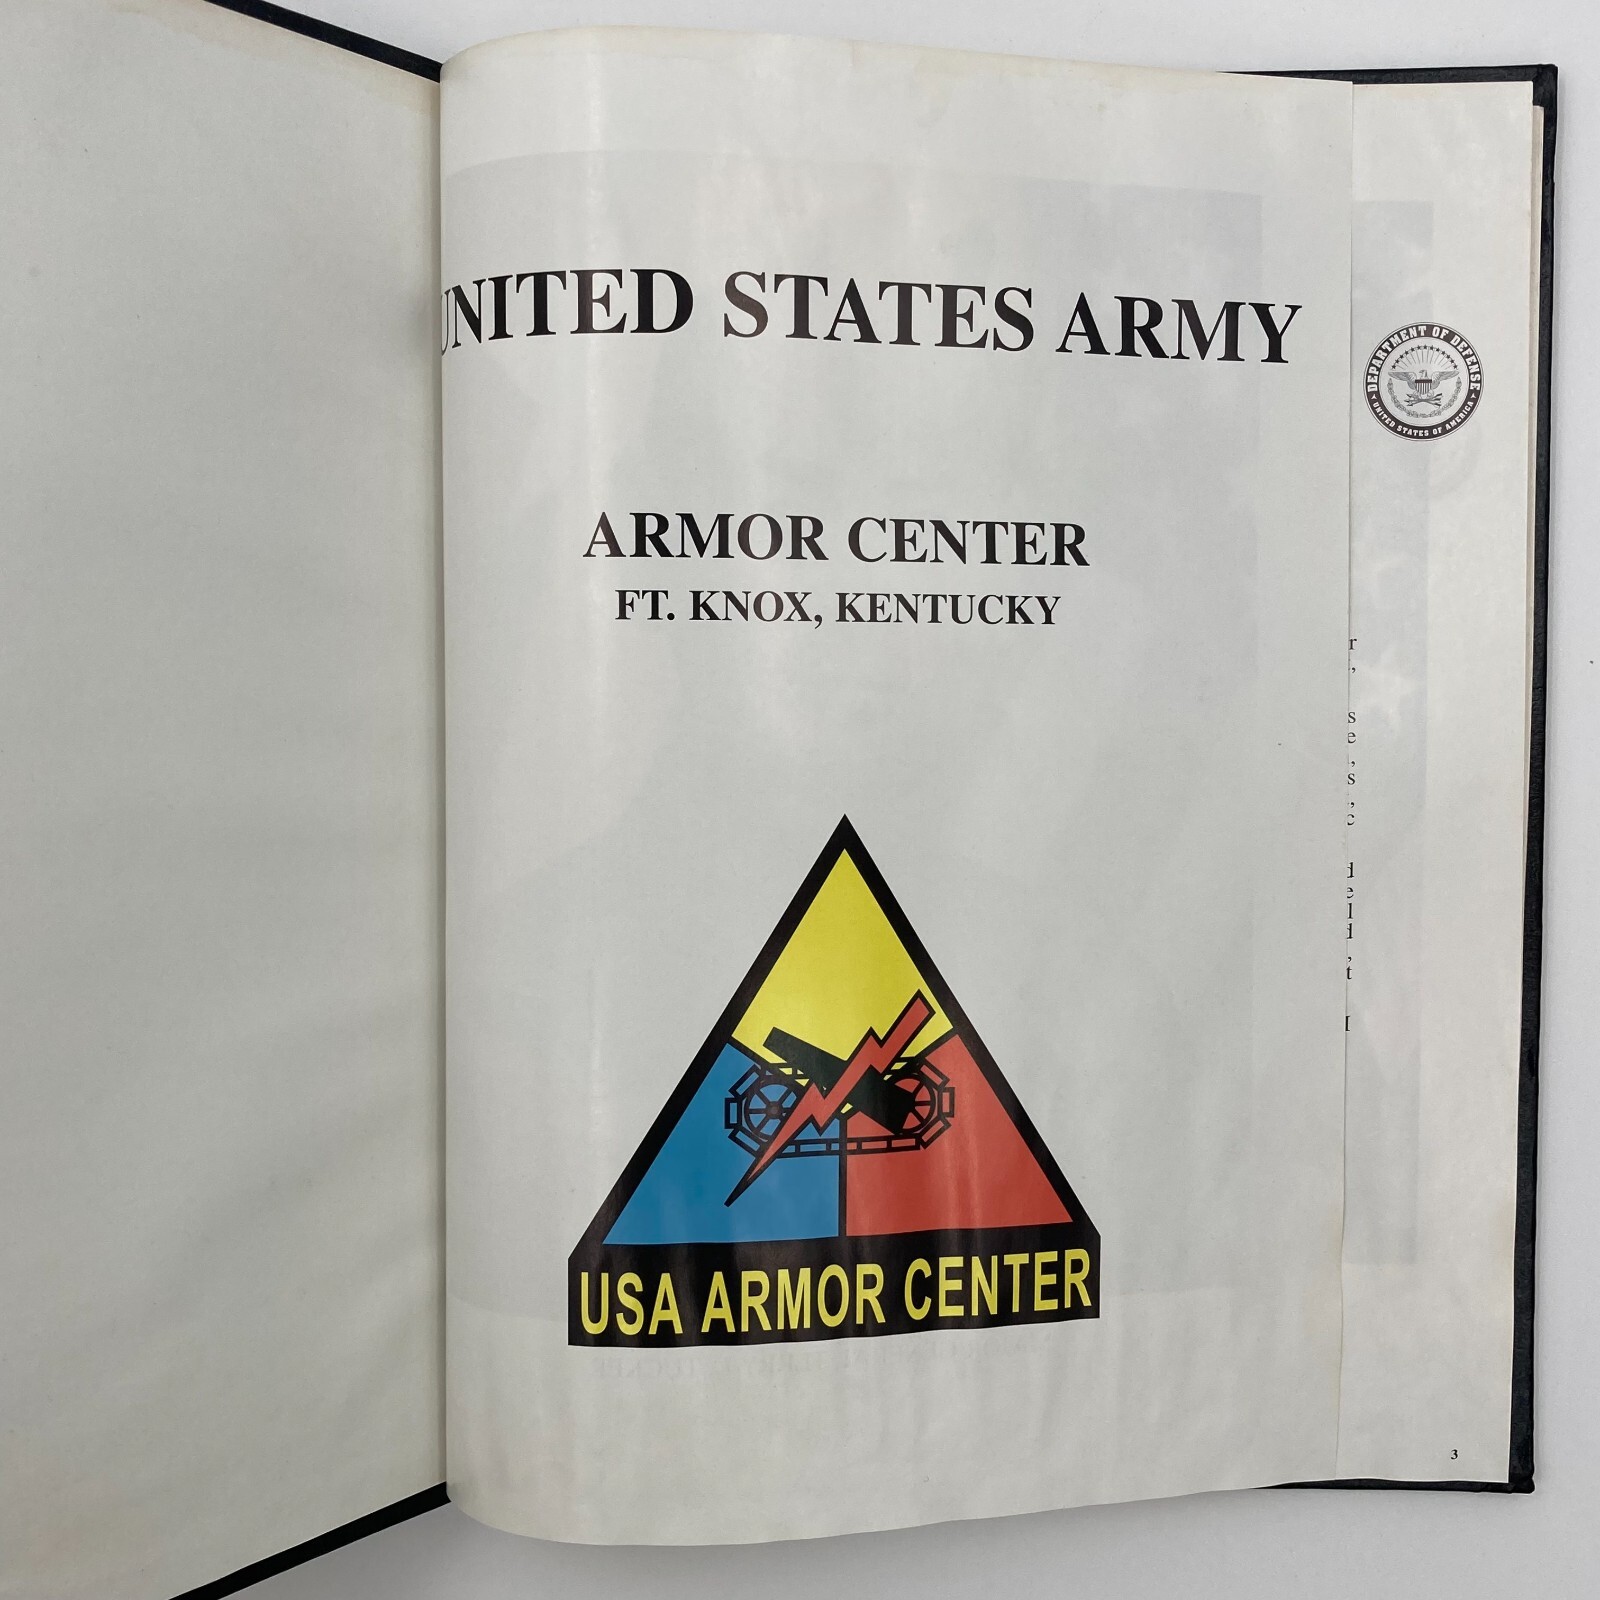 UNITED STATES ARMY
ARMOR CENTER
FT. KNOX, KENTUCKY
USA ARMOR CENTER
DEPARTMENT OF DEFENSE
UNITED STATES OF AMERICA
3